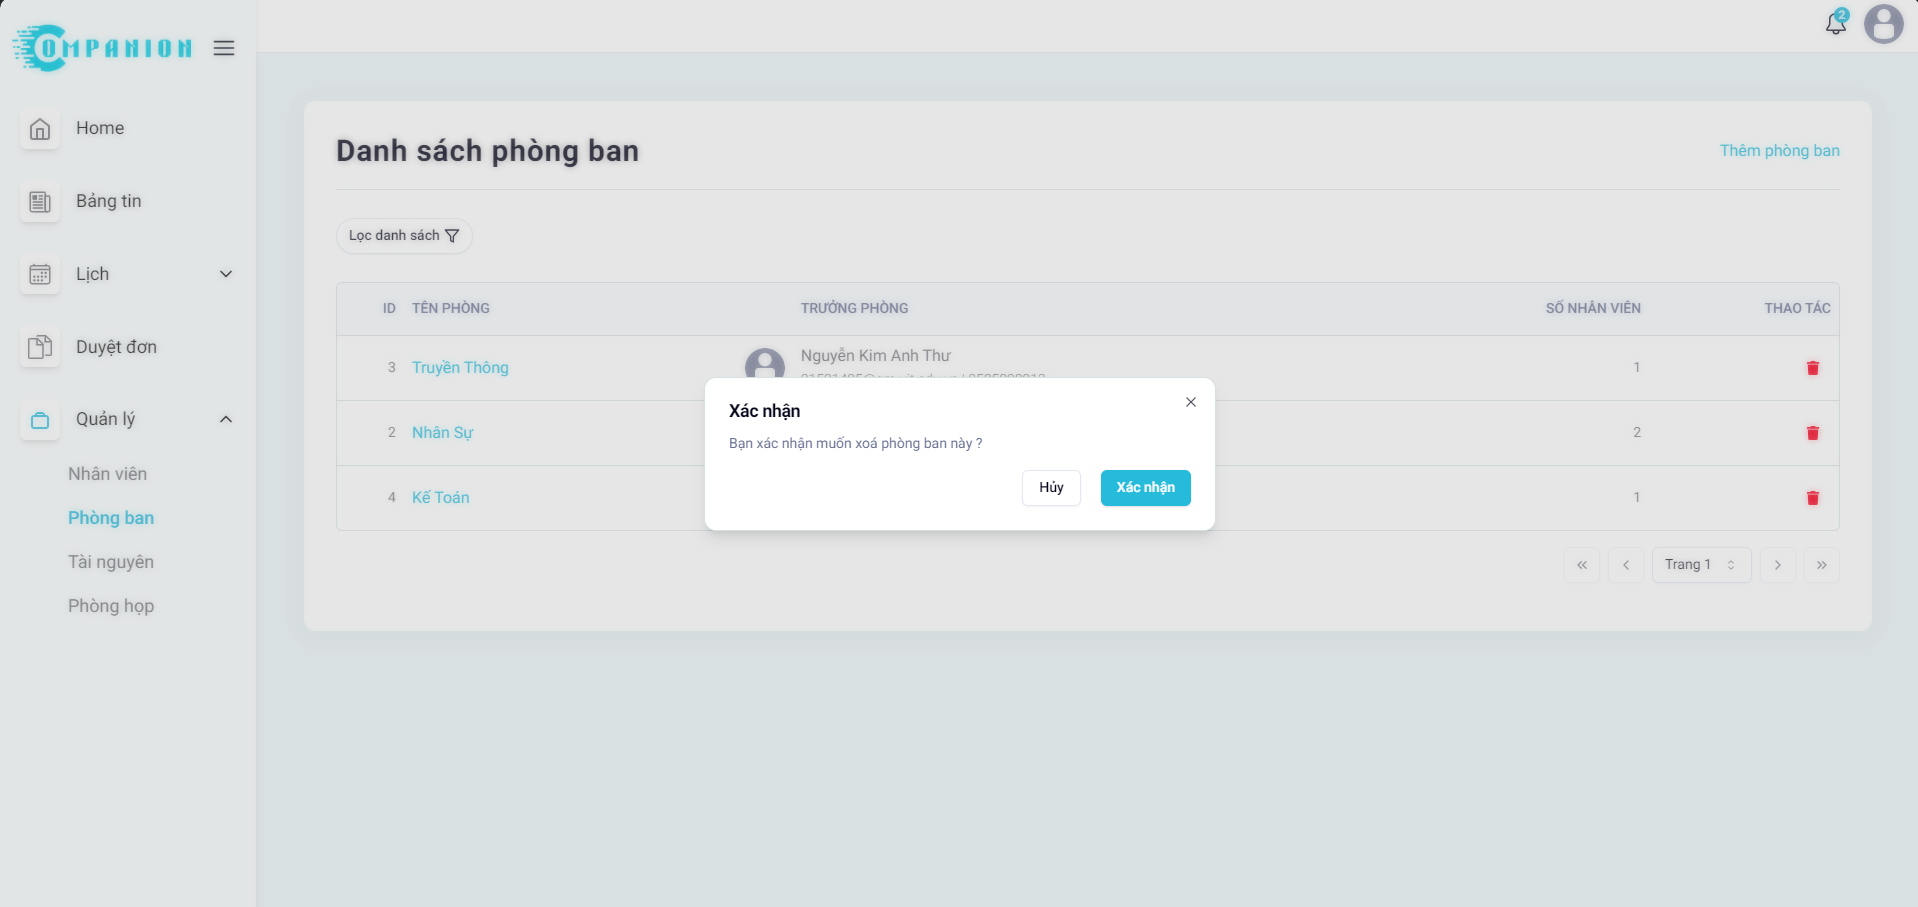 COMPANION
2
Home
Bảng tin
Lịch
Duyệt đơn
Quản lý
Nhân viên
Phòng ban
Tài nguyên
Phòng họp
Danh sách phòng ban
Thêm phòng ban
Lọc danh sách
ID TÊN PHÒNG TRƯỞNG PHÒNG SỐ NHÂN VIÊN THAO TÁC
3 Truyền Thông Nguyễn Kim Anh Thư 1
2 Nhân Sự 2
4 Kế Toán 1
Xác nhận
Bạn xác nhận muốn xoá phòng ban này ?
Hủy Xác nhận
« ‹ Trang 1 › »